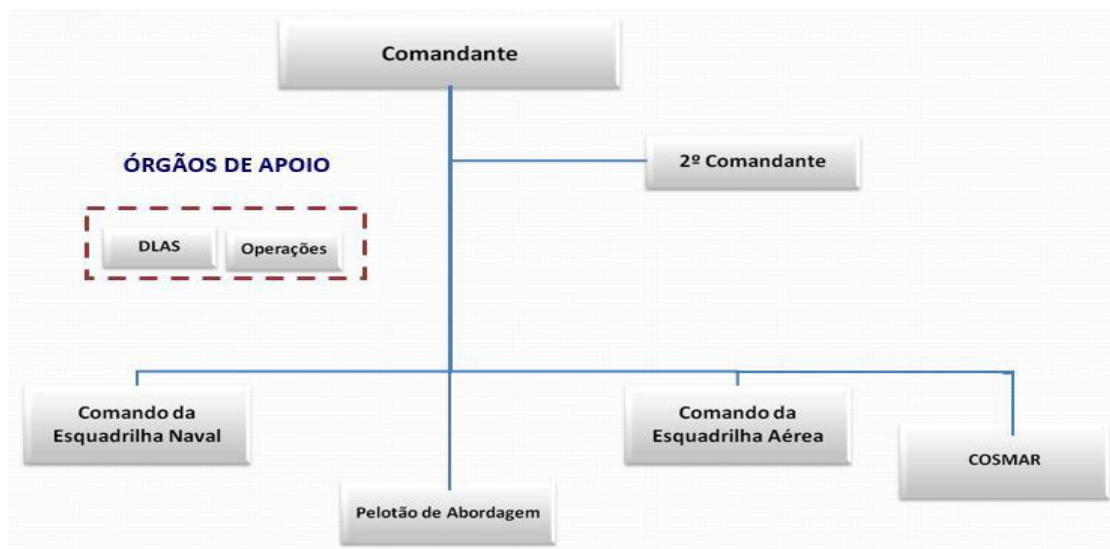 Comandante
2º Comandante
ÓRGÃOS DE APOIO
DLAS
Operações
Comando da
Esquadrilha Naval
Comando da
Esquadrilha Aérea
COSMAR
Pelotão de Abordagem